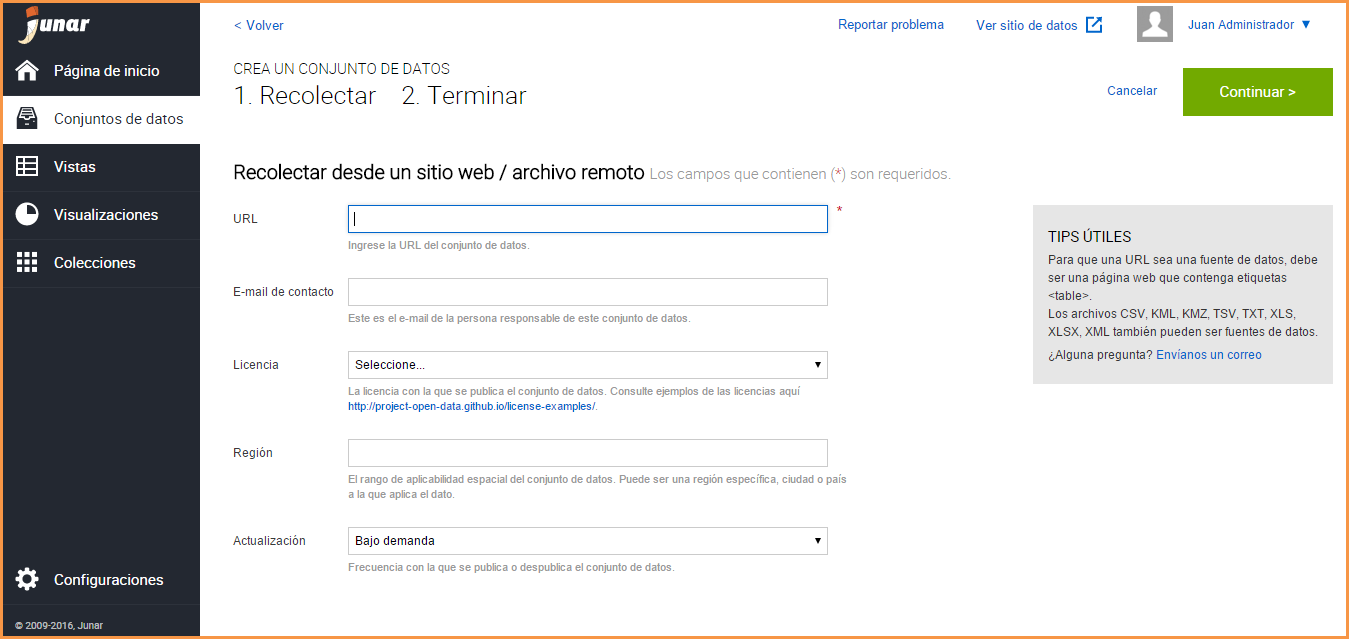 junar
Página de inicio
Conjuntos de datos
Vistas
Visualizaciones
Colecciones
Configuraciones
© 2009-2016, Junar
< Volver
Reportar problema
Ver sitio de datos
Juan Administrador ▼
CREA UN CONJUNTO DE DATOS
1. Recolectar 2. Terminar
Cancelar
Continuar >
Recolectar desde un sitio web / archivo remoto Los campos que contienen (*) son requeridos.
URL
*
Ingrese la URL del conjunto de datos.
E-mail de contacto
Este es el e-mail de la persona responsable de este conjunto de datos.
Licencia
Seleccione...
La licencia con la que se publica el conjunto de datos. Consulte ejemplos de las licencias aquí
http://project-open-data.github.io/license-examples/.
Región
El rango de aplicabilidad espacial del conjunto de datos. Puede ser una región específica, ciudad o país
a la que aplica el dato.
Actualización
Bajo demanda
Frecuencia con la que se publica o despublica el conjunto de datos.
TIPS ÚTILES
Para que una URL sea una fuente de datos, debe
ser una página web que contenga etiquetas
<table>.
Los archivos CSV, KML, KMZ, TSV, TXT, XLS,
XLSX, XML también pueden ser fuentes de datos.
¿Alguna pregunta? Envíanos un correo